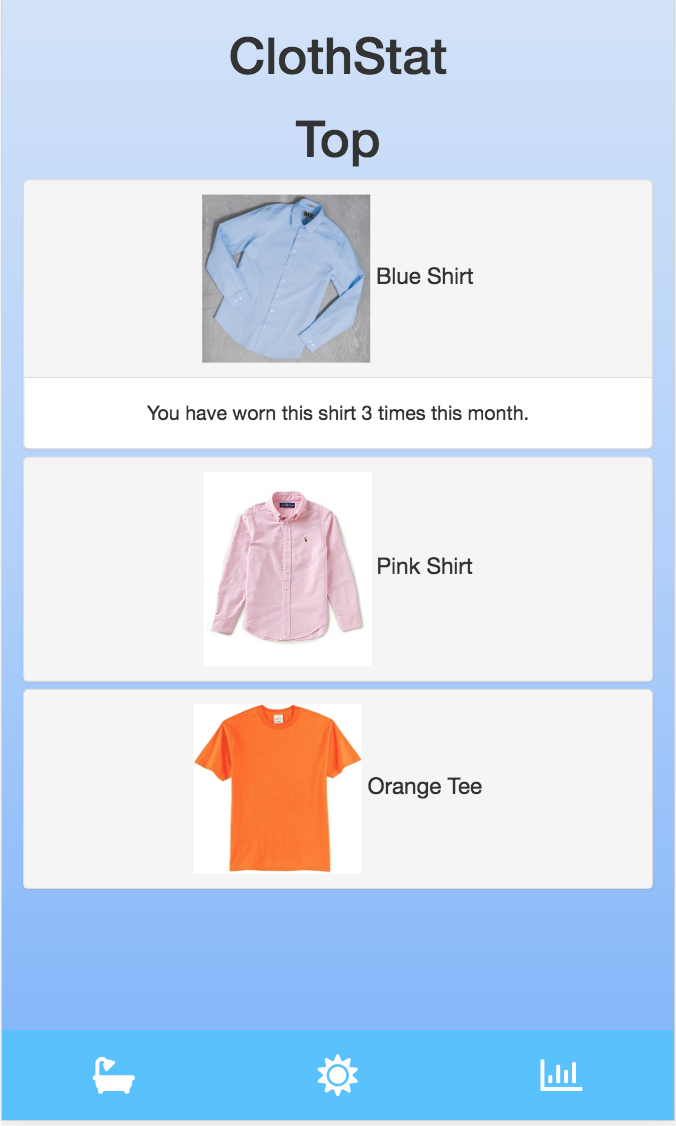 ClothStat
Top
Blue Shirt
You have worn this shirt 3 times this month.
Pink Shirt
Orange Tee